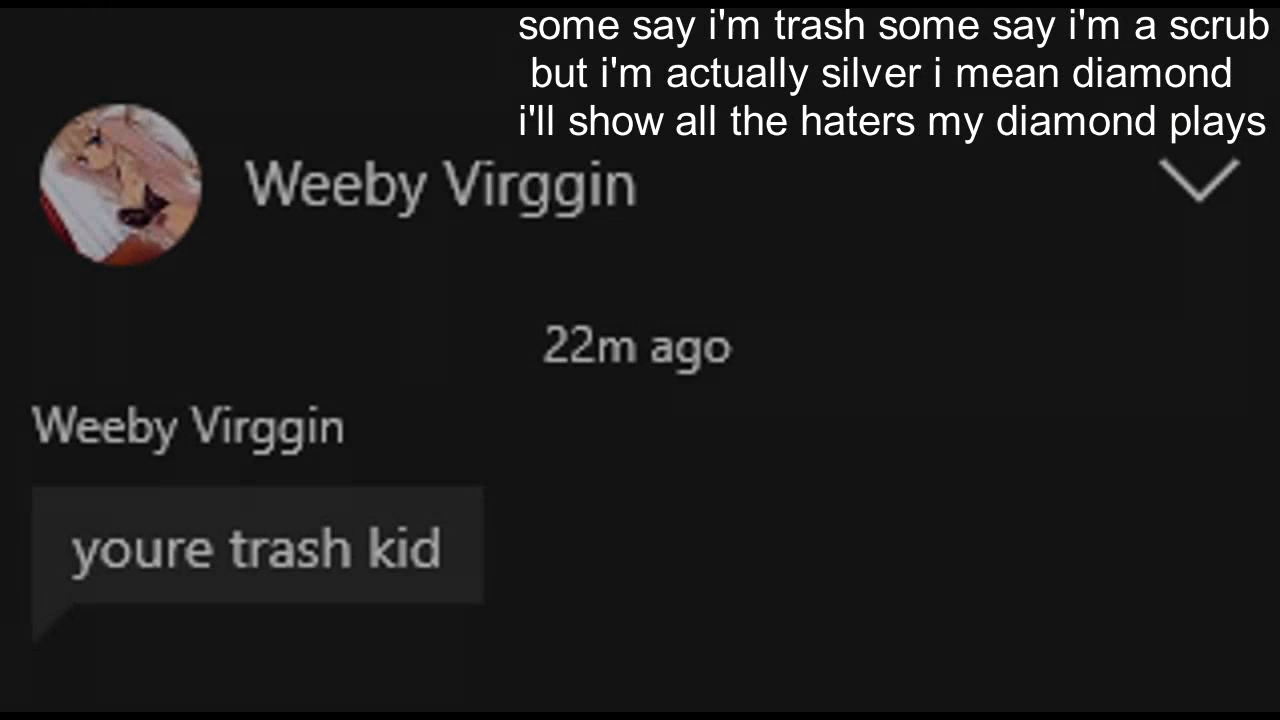 some say i'm trash some say i'm a scrub
but i'm actually silver i mean diamond
i'll show all the haters my diamond plays
Weeby Virggin
22m ago
Weeby Virggin
youre trash kid